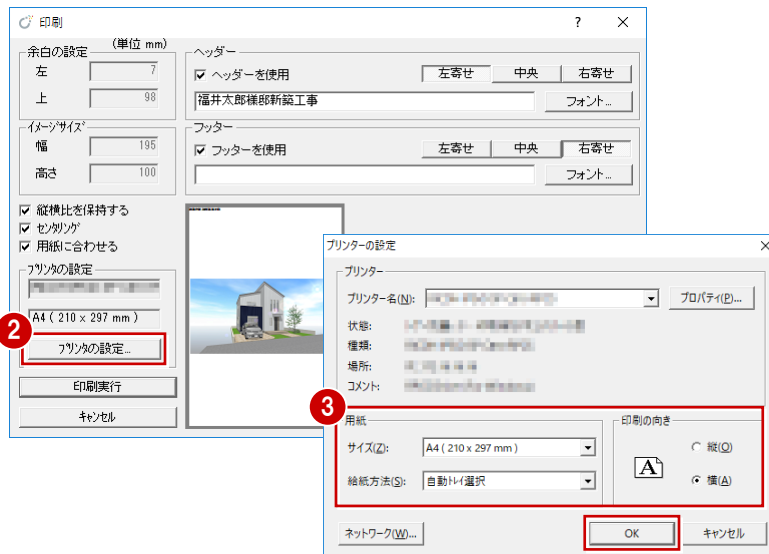 印刷
? ×
余白の設定 (単位 mm)
左 7
上 98
イメージサイズ
幅 195
高さ 100
縦横比を保持する
センタリング
用紙に合わせる
プリンタの設定
A4 ( 210 x 297 mm )
2
プリンタの設定...
印刷実行
キャンセル
ヘッダー
ヘッダーを使用 左寄せ 中央 右寄せ
福井太郎様邸新築工事 フォント...
フッター
フッターを使用 左寄せ 中央 右寄せ
フォント...
プリンターの設定 ×
プリンター
プリンター名(N): プロパティ(P)...
状態:
種類:
場所:
コメント:
3
用紙
サイズ(Z): A4 ( 210 x 297 mm )
給紙方法(S): 自動トレイ選択
印刷の向き
A
縦(O)
横(A)
ネットワーク(W)... OK キャンセル